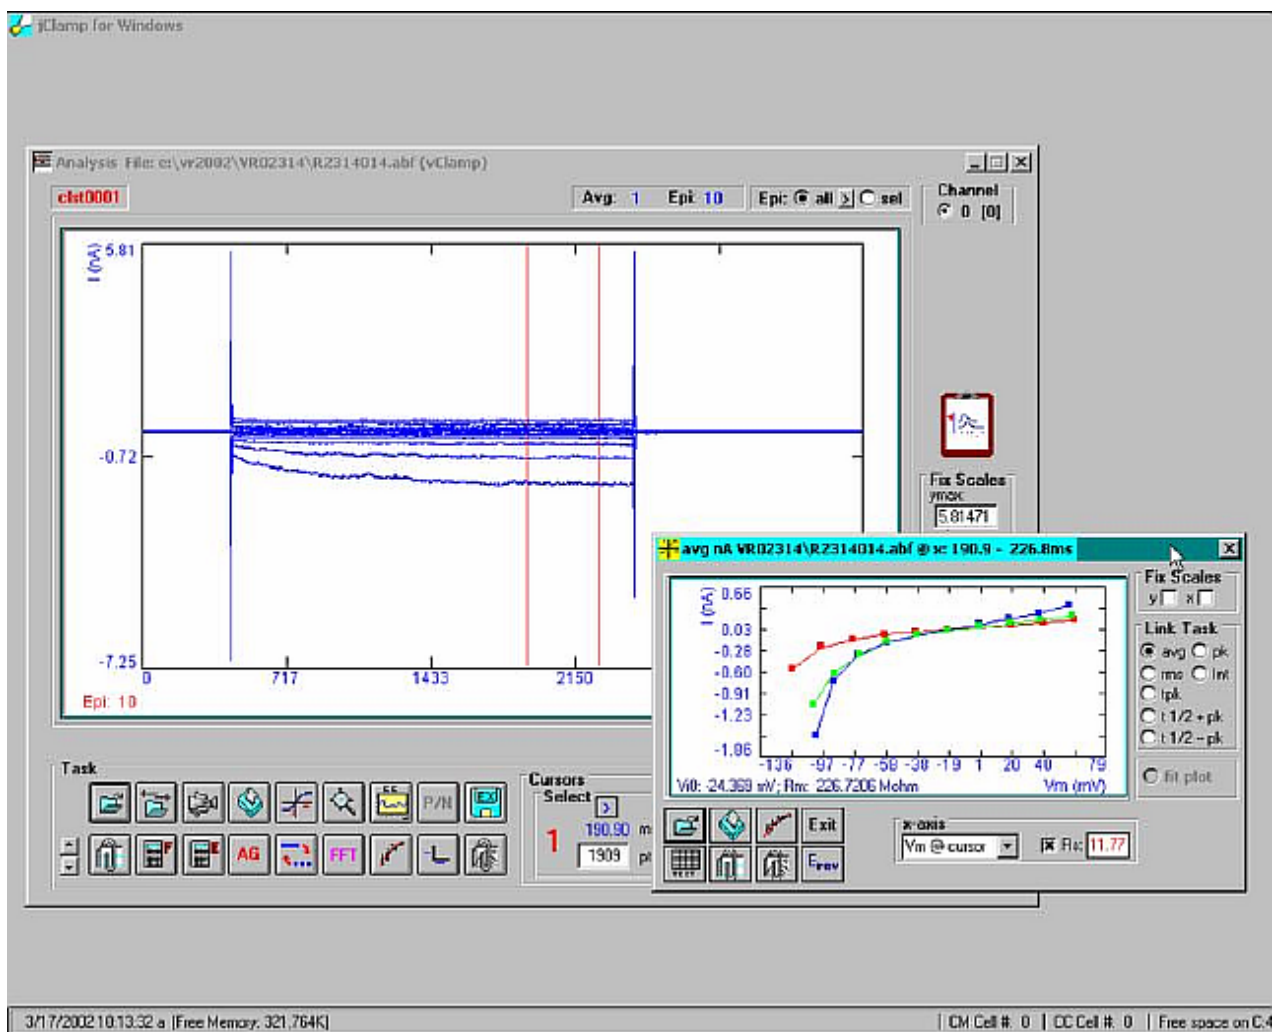 jClamp for Windows
Analysis File: e:\vr2002\VR02314\R2314014.abf (vClamp)
clst0001
Avg: 1 Epi: 10
Epi: all > sel
Channel
0 [0]
I (nA)
5.81
-0.72
-7.25
0 717 1433 2150
Epi: 10
Fix Scales
ymax:
5.81471
avg nA VR02314\R2314014.abf @ x: 190.9 - 226.8ms
I (nA)
0.66
0.03
-0.28
-0.60
-0.91
-1.23
-1.86
-136 -97 -77 -58 -38 -19 1 20 40 79
Vi0: -24.369 mV; Rm: 226.7206 Mohm
Vm (mV)
Fix Scales
y x
Link Task
avg pk
rms Int
tpk
t 1/2 + pk
t 1/2 - pk
fit plot
Exit
Erev
x-axis
Vm @ cursor
Rs: 11.77
Task
P/N
F E AG FFT
Cursors
Select
>
1
190.90
1909
3/17/2002 10:13:32 a [Free Memory: 321,764K]
CM Cell #: 0 CC Cell #: 0 Free space on C:4